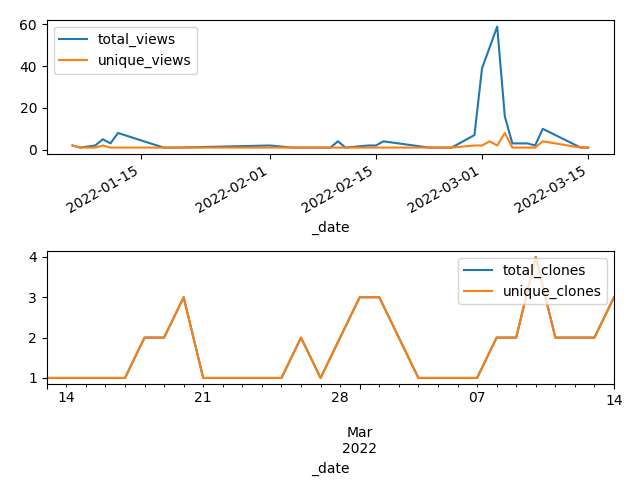 60
40
20
0
total_views
unique_views
2022-01-15
2022-02-01
2022-02-15
2022-03-01
2022-03-15
_date
4
3
2
1
total_clones
unique_clones
14
21
28
07
14
Mar
2022
_date